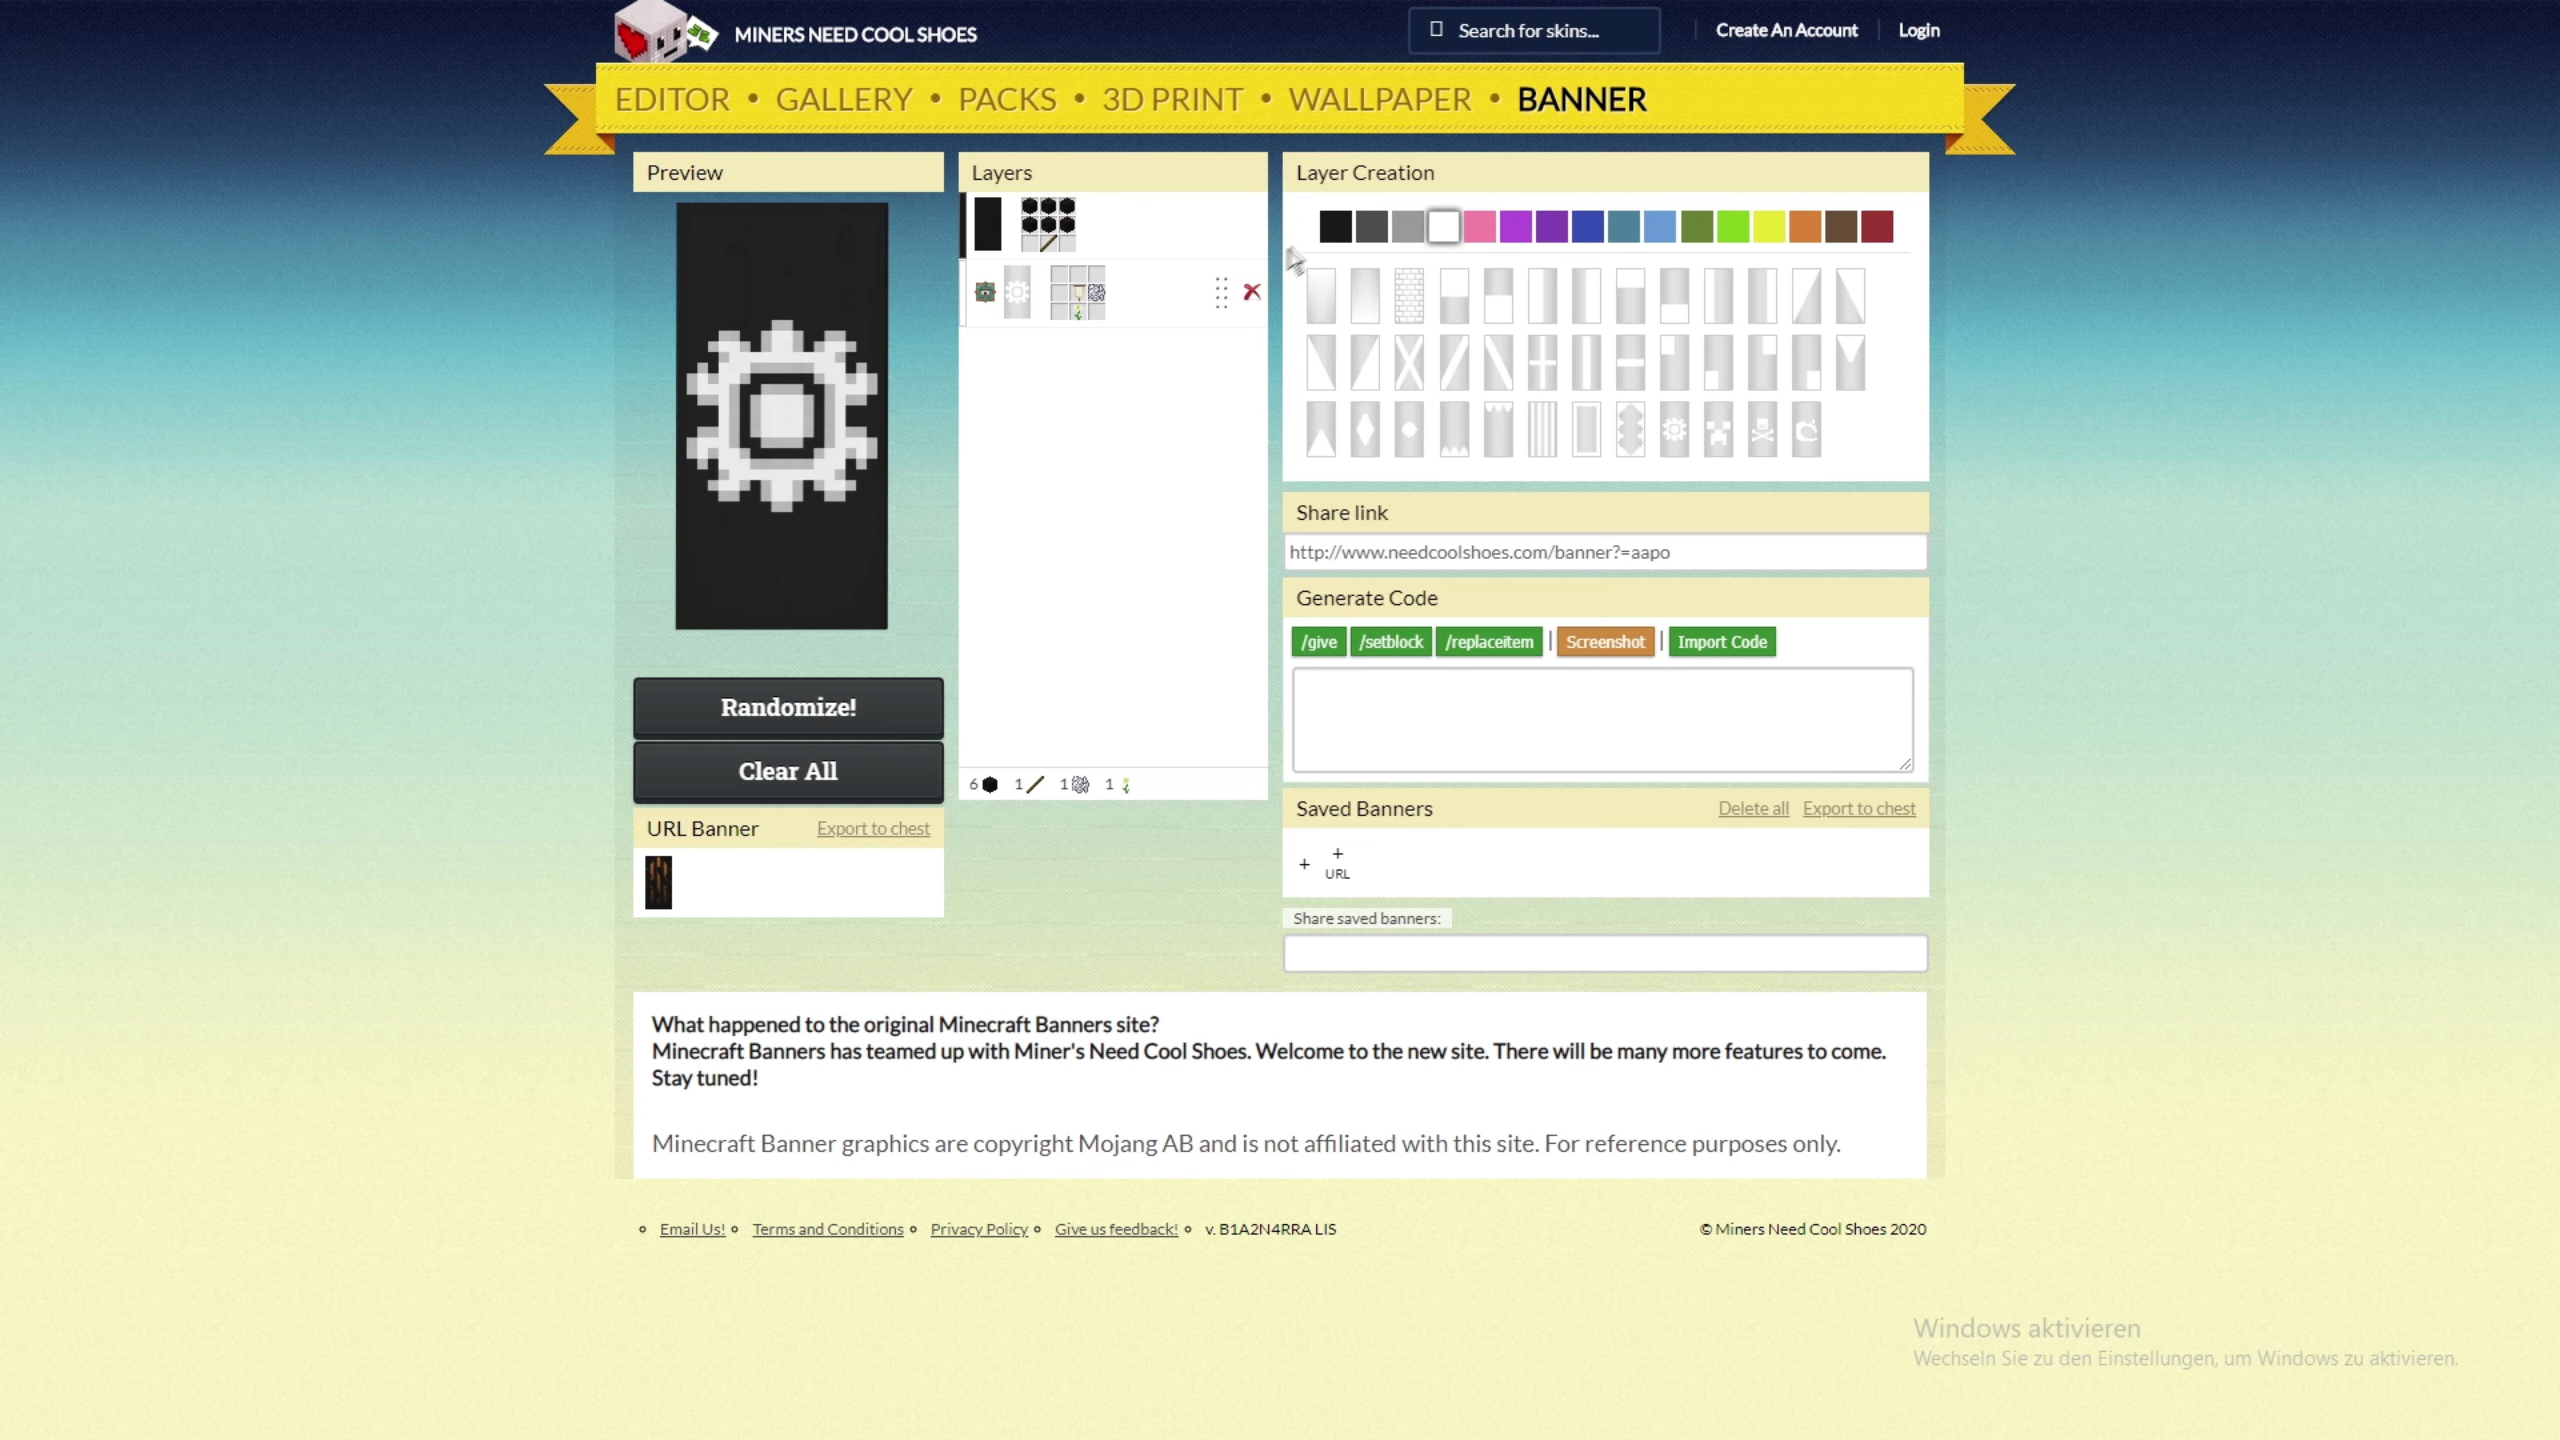 MINERS NEED COOL SHOES
Search for skins...
Create An Account
Login
EDITOR • GALLERY • PACKS • 3D PRINT • WALLPAPER • BANNER
Preview
Layers
Layer Creation
Share link
http://www.needcoolshoes.com/banner?=aapo
Generate Code
/give
/setblock
/replaceitem
|
Screenshot
|
Import Code
Randomize!
Clear All
6 1 1 1
URL Banner
Export to chest
Saved Banners
Delete all
Export to chest
+
+
URL
Share saved banners:
What happened to the original Minecraft Banners site?
Minecraft Banners has teamed up with Miner's Need Cool Shoes. Welcome to the new site. There will be many more features to come.
Stay tuned!
Minecraft Banner graphics are copyright Mojang AB and is not affiliated with this site. For reference purposes only.
Email Us!
Terms and Conditions
Privacy Policy
Give us feedback!
v. B1A2N4RRA LIS
© Miners Need Cool Shoes 2020
Windows aktivieren
Wechseln Sie zu den Einstellungen, um Windows zu aktivieren.